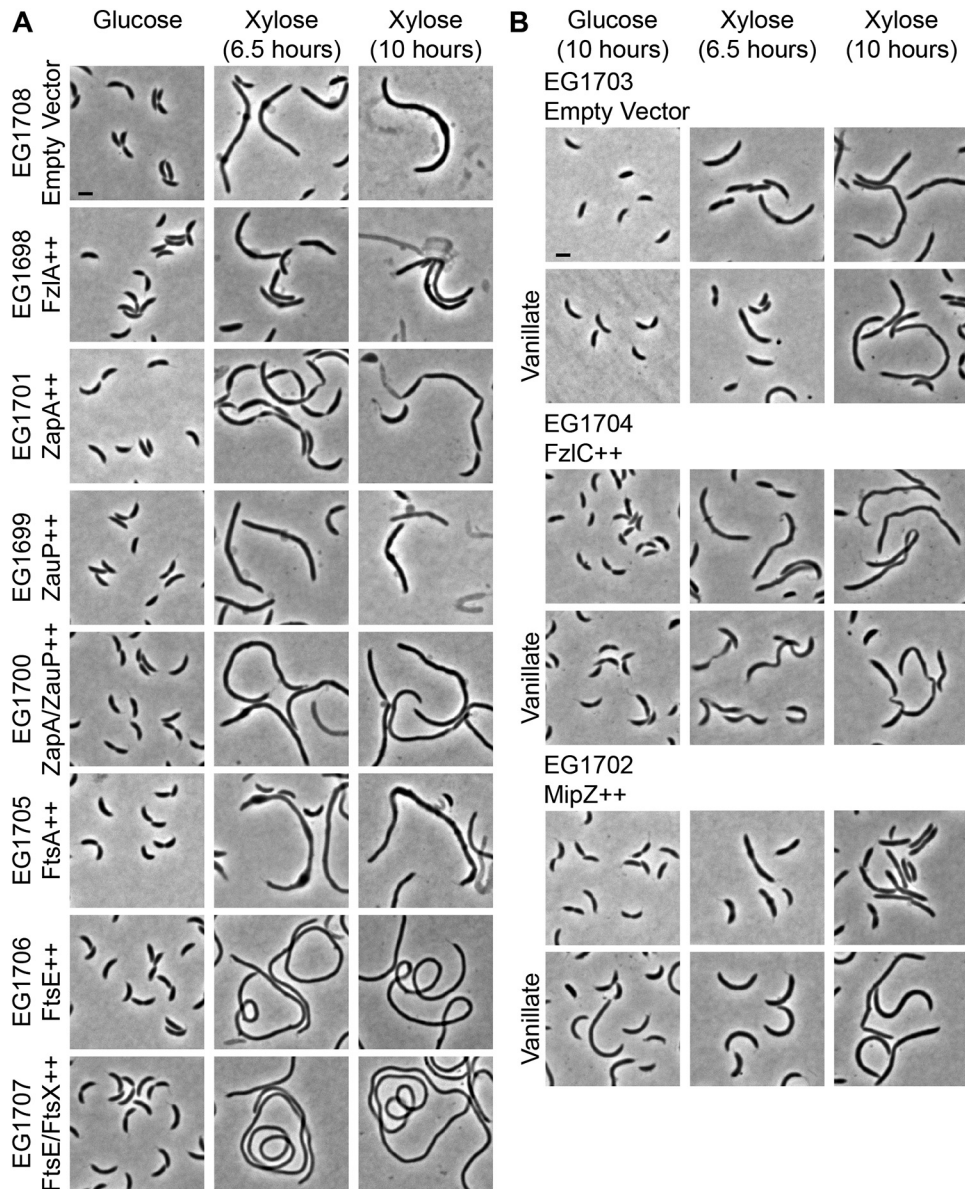 A
Glucose
Xylose
(6.5 hours)
Xylose
(10 hours)
EG1708
Empty Vector
EG1698
FzlA++
EG1701
ZapA++
EG1699
ZauP++
EG1700
ZapA/ZauP++
EG1705
FtsA++
EG1706
FtsE++
EG1707
FtsE/FtsX++
B
Glucose
(10 hours)
Xylose
(6.5 hours)
Xylose
(10 hours)
EG1703
Empty Vector
Vanillate
EG1704
FzlC++
Vanillate
EG1702
MipZ++
Vanillate